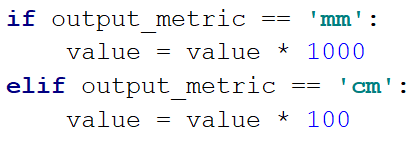 if output_metric == 'mm':
    value = value * 1000
elif output_metric == 'cm':
    value = value * 100